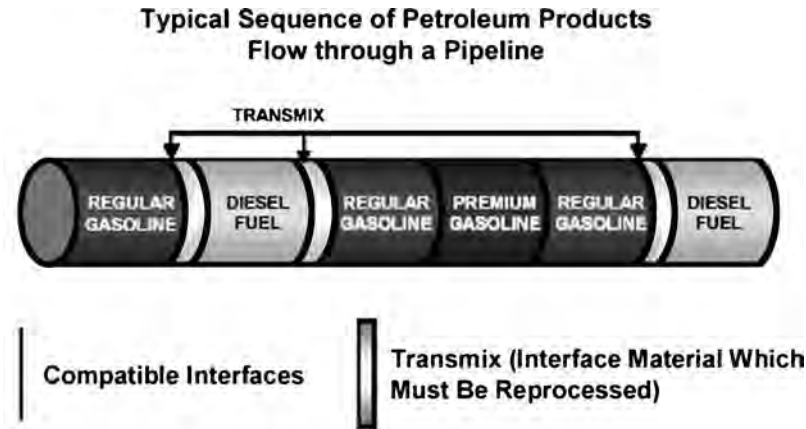 Typical Sequence of Petroleum Products
Flow through a Pipeline
TRANSMIX
REGULAR
GASOLINE
DIESEL
FUEL
REGULAR
GASOLINE
PREMIUM
GASOLINE
REGULAR
GASOLINE
DIESEL
FUEL
Compatible Interfaces
Transmix (Interface Material Which
Must Be Reprocessed)